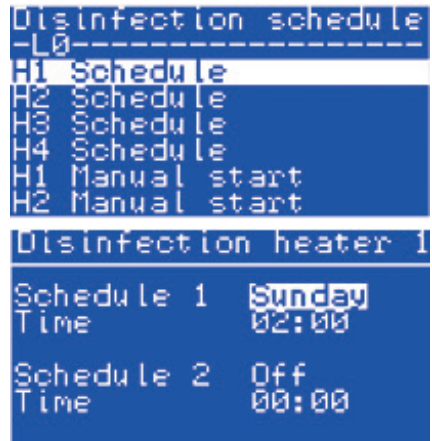 Disinfection schedule
-L0-------------------
H1 Schedule
H2 Schedule
H3 Schedule
H4 Schedule
H1 Manual start
H2 Manual start
Disinfection heater 1
Schedule 1 Sunday
Time 02:00
Schedule 2 Off
Time 00:00